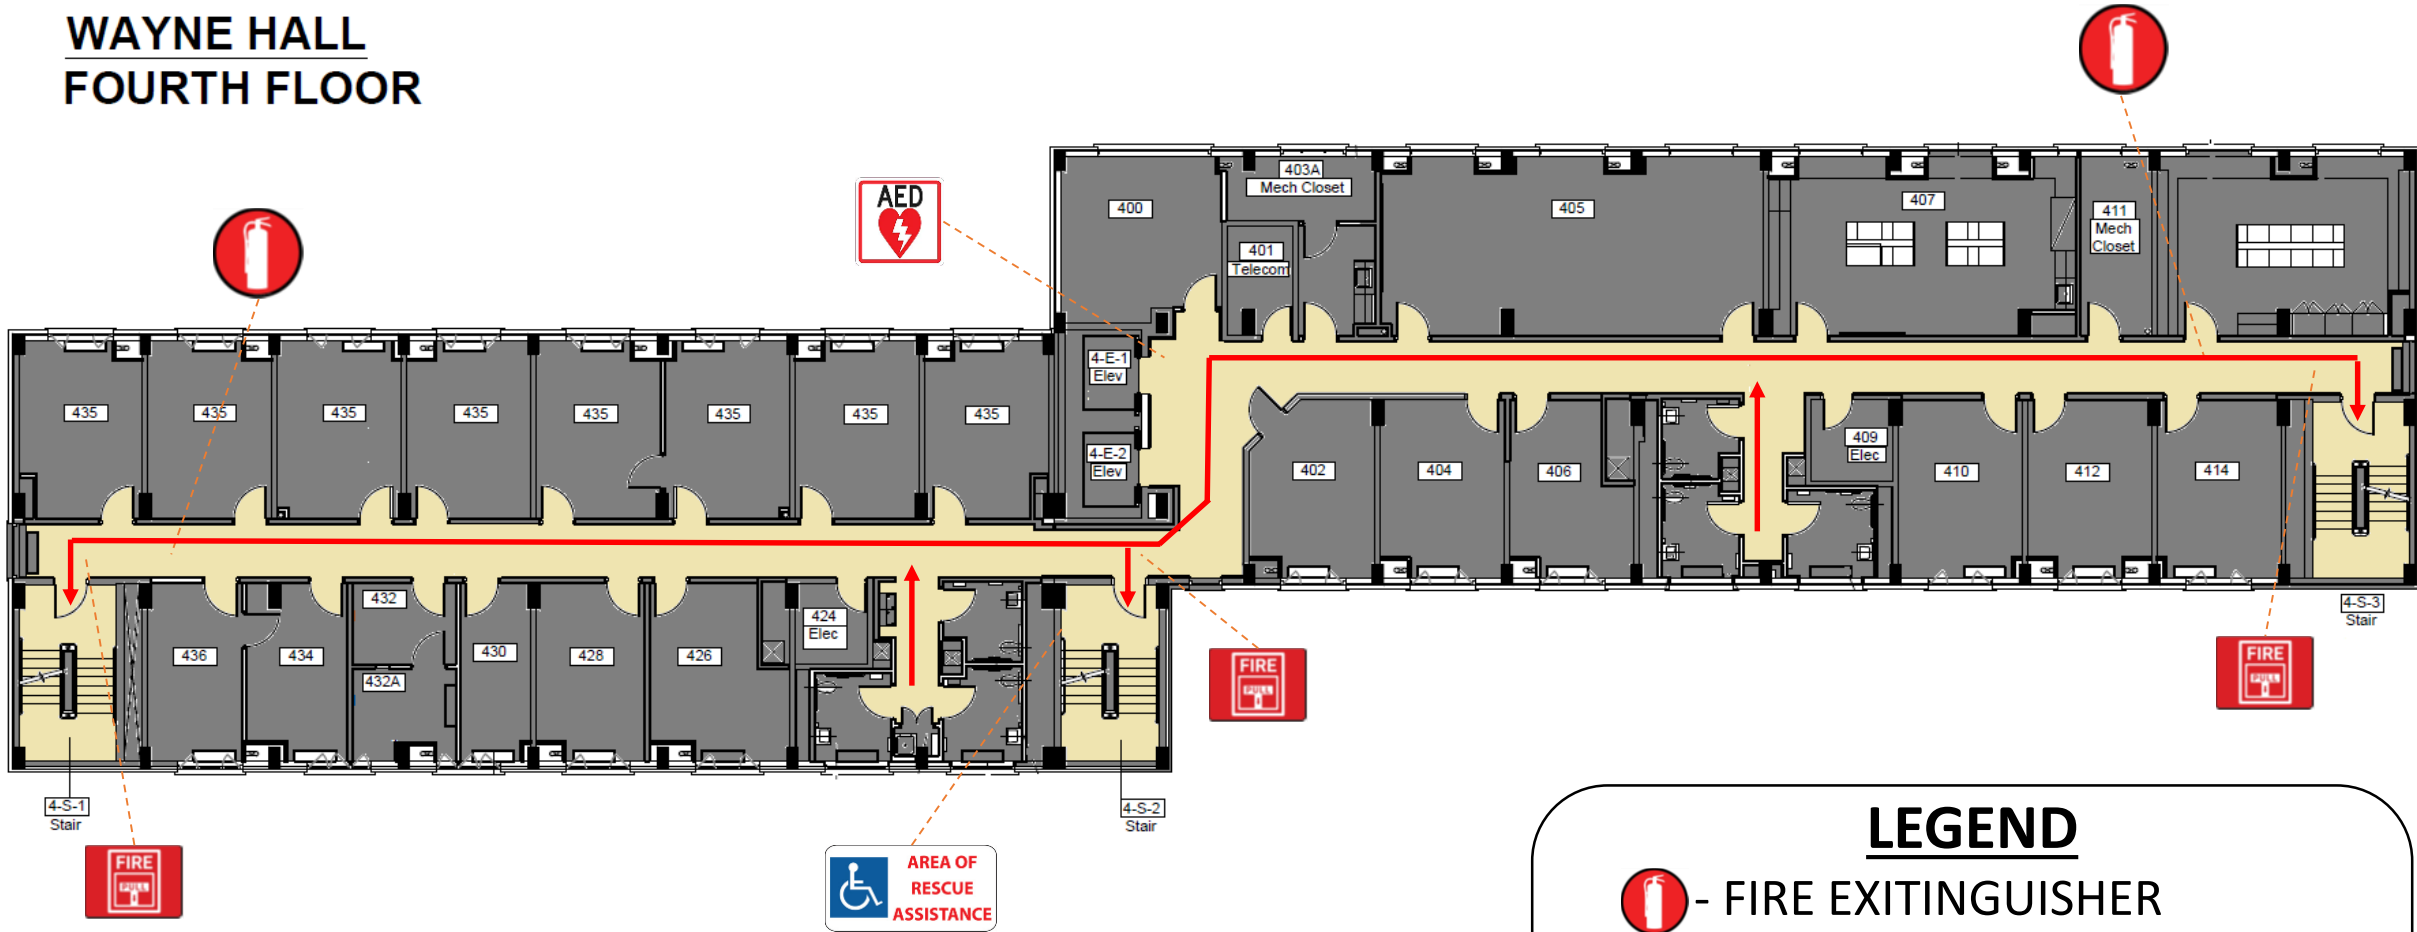 WAYNE HALL
FOURTH FLOOR
AED
403A
Mech Closet
400
405
407
411
Mech
Closet
401
Telecom
4-E-1
Elev
435
435
435
435
435
435
435
435
4-E-2
Elev
402
404
406
409
Elec
410
412
414
432
424
Elec
436
434
430
428
426
432A
4-S-3
Stair
FIRE
PULL
FIRE
PULL
4-S-1
Stair
4-S-2
Stair
FIRE
PULL
AREA OF
RESCUE
ASSISTANCE
LEGEND
- FIRE EXITINGUISHER